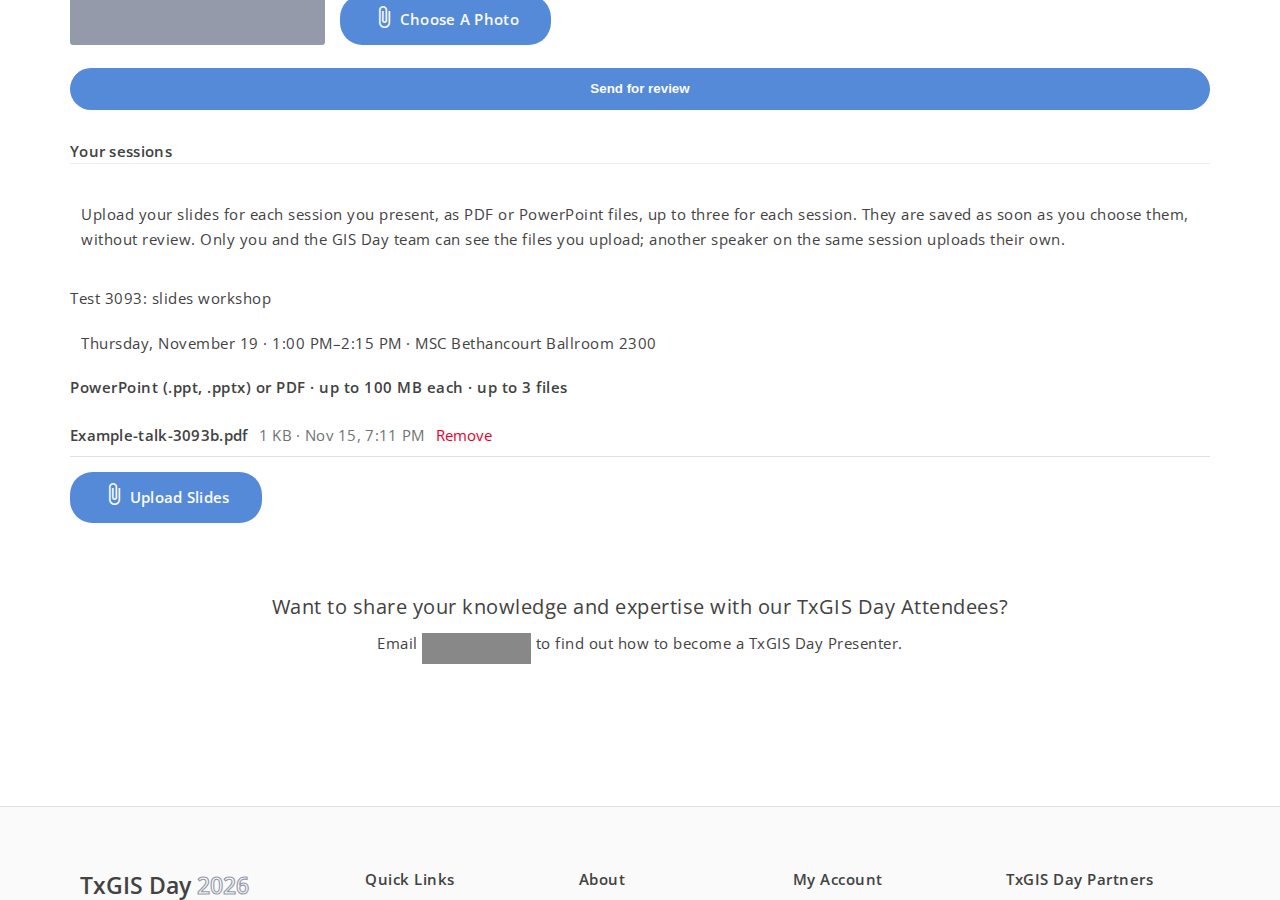 Choose A Photo
Send for review
Your sessions
Upload your slides for each session you present, as PDF or PowerPoint files, up to three for each session. They are saved as soon as you choose them,
without review. Only you and the GIS Day team can see the files you upload; another speaker on the same session uploads their own.
Test 3093: slides workshop
Thursday, November 19 · 1:00 PM–2:15 PM · MSC Bethancourt Ballroom 2300
PowerPoint (.ppt, .pptx) or PDF · up to 100 MB each · up to 3 files
Example-talk-3093b.pdf 1 KB · Nov 15, 7:11 PM Remove
Upload Slides
Want to share your knowledge and expertise with our TxGIS Day Attendees?
Email to find out how to become a TxGIS Day Presenter.
TxGIS Day 2026 Quick Links About My Account TxGIS Day Partners